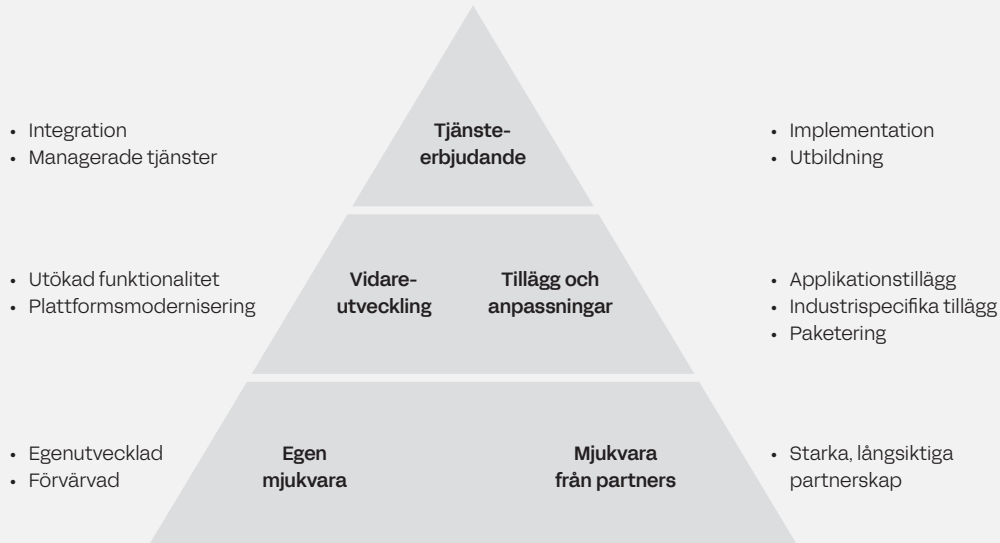 • Integration
• Managerade tjänster
Tjänste-
erbjudande
• Implementation
• Utbildning
• Utökad funktionalitet
• Plattformsmodernisering
Vidare-
utveckling
Tillägg och
anpassningar
• Applikationstillägg
• Industrispecifika tillägg
• Paketering
• Egenutvecklad
• Förvärvad
Egen
mjukvara
Mjukvara
från partners
• Starka, långsiktiga
partnerskap